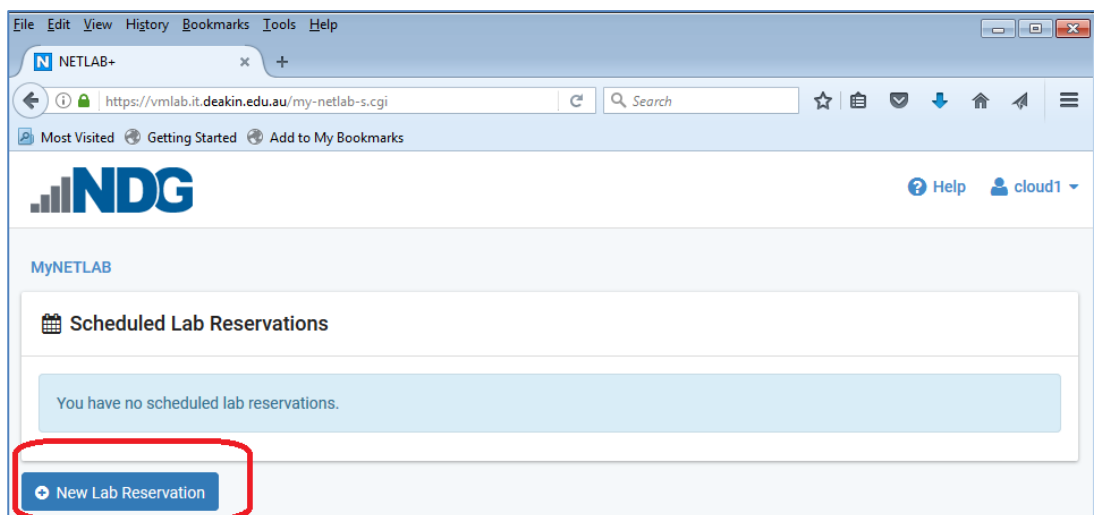 File Edit View History Bookmarks Tools Help
N NETLAB+ × +
https://vmlab.it.deakin.edu.au/my-netlab-s.cgi Search
Most Visited Getting Started Add to My Bookmarks
NDG Help cloud1
MyNETLAB
Scheduled Lab Reservations
You have no scheduled lab reservations.
New Lab Reservation